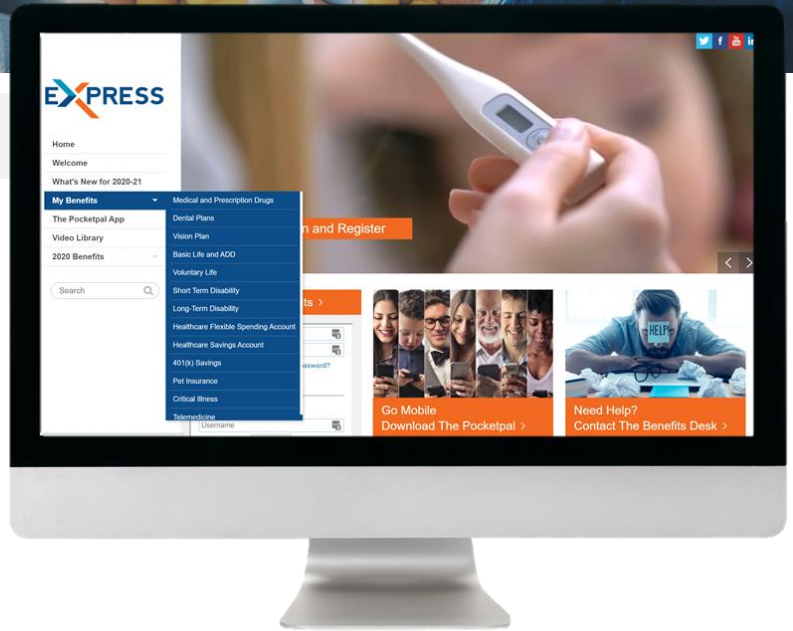 EXPRESS
Home
Welcome
What's New for 2020-21
My Benefits
The Pocketpal App
Video Library
2020 Benefits
Search
Medical and Prescription Drugs
Dental Plans
Vision Plan
Basic Life and ADD
Voluntary Life
Short Term Disability
Long-Term Disability
Healthcare Flexible Spending Account
Healthcare Savings Account
401(k) Savings
Pet Insurance
Critical Illness
Telemedicine
and Register
Username
HELP!
Go Mobile
Download The Pocketpal >
Need Help?
Contact The Benefits Desk >